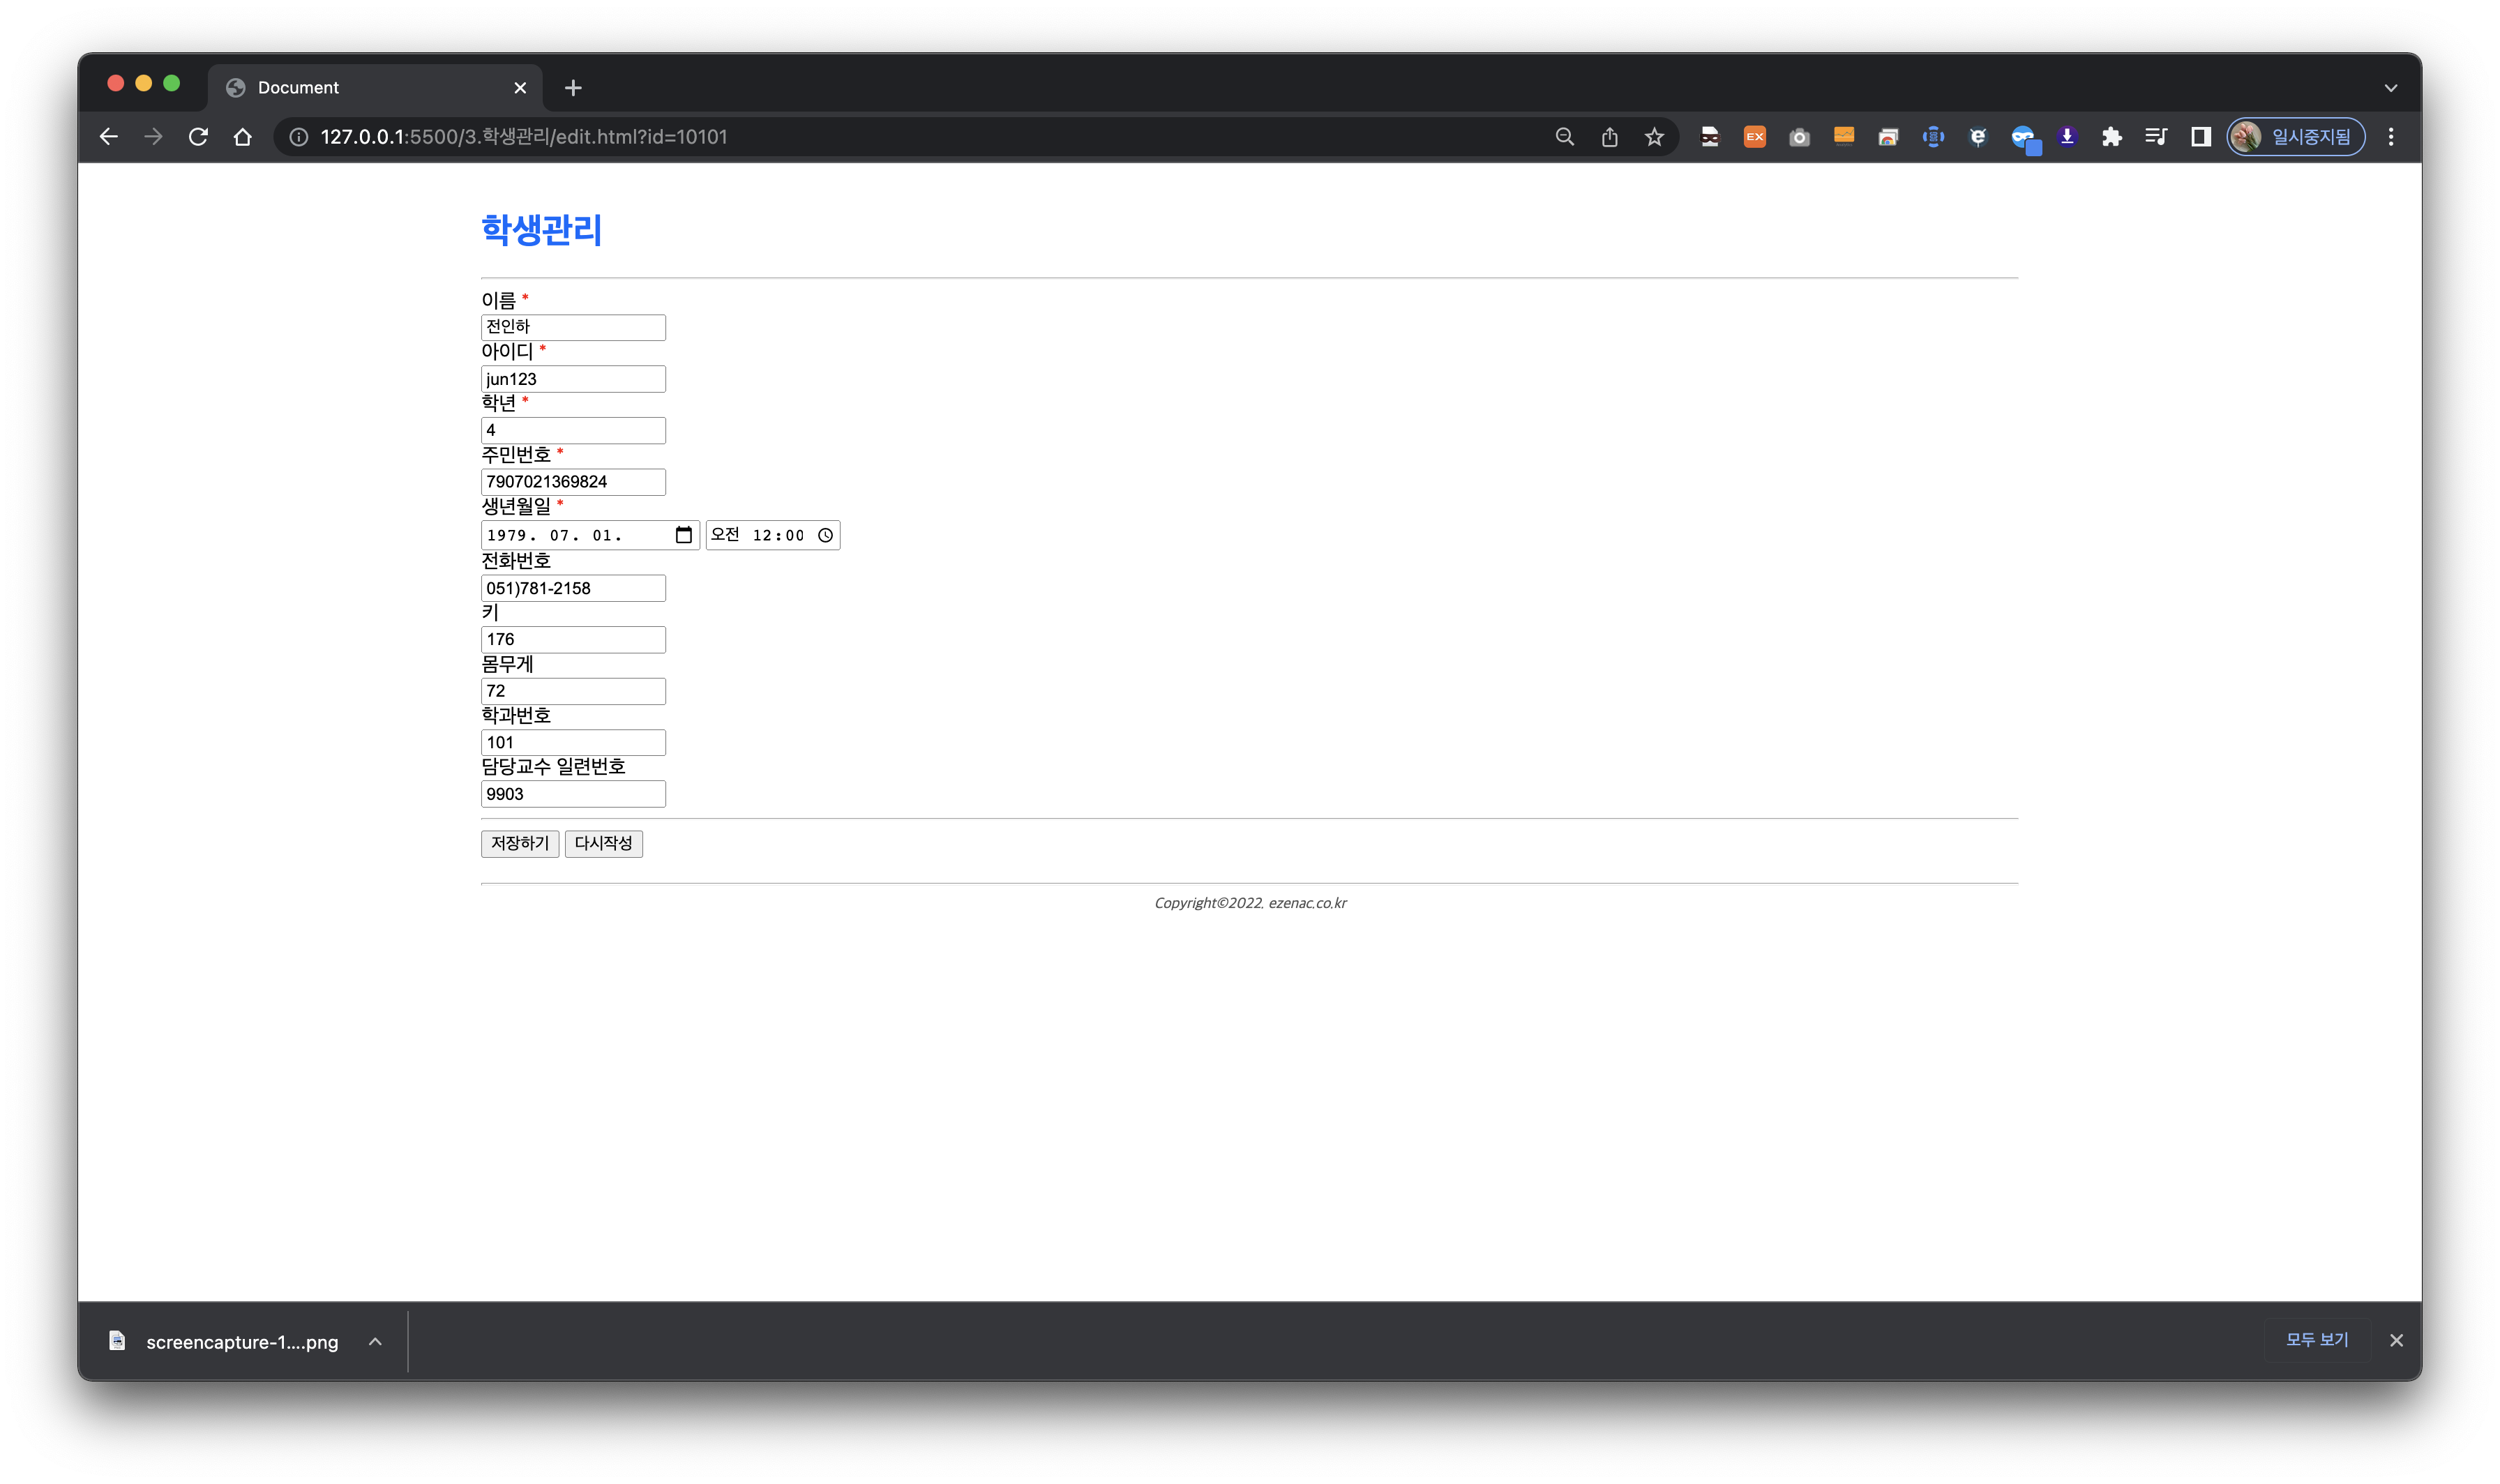 Document
127.0.0.1:5500/3.학생관리/edit.html?id=10101
EX
일시중지됨
학생관리
이름 *
전인하
아이디 *
jun123
학년 *
4
주민번호 *
7907021369824
생년월일 *
1979. 07. 01. 오전 12:00
전화번호
051)781-2158
키
176
몸무게
72
학과번호
101
담당교수 일련번호
9903
저장하기 다시작성
Copyright©2022. ezenac.co.kr
screencapture-1....png
모두 보기